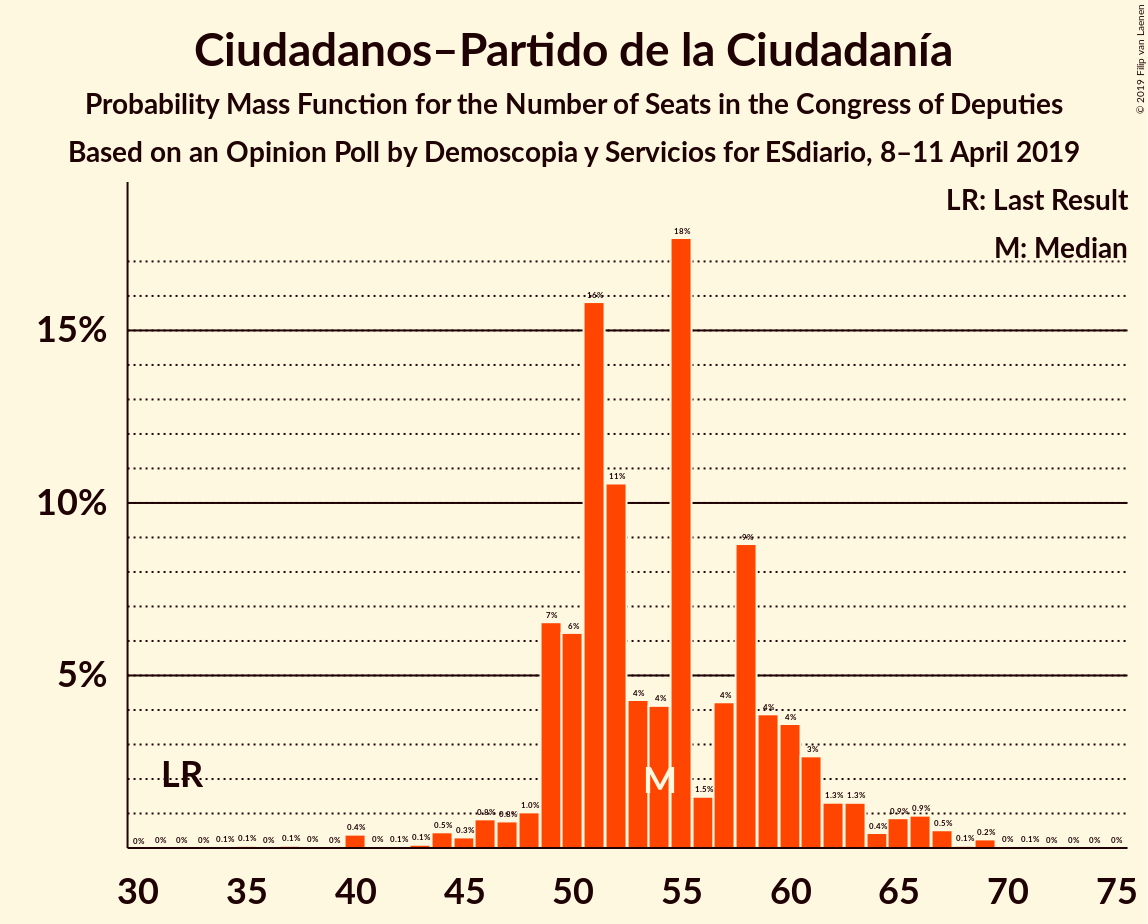 Ciudadanos–Partido de la Ciudadanía
Probability Mass Function for the Number of Seats in the Congress of Deputies
Based on an Opinion Poll by Demoscopia y Servicios for ESdiario, 8–11 April 2019
© 2019 Filip van Laenen
LR: Last Result
M: Median
15%
10%
5%
0% 0% 0% 0% 0.1% 0.1% 0% 0.1% 0% 0% 0.4% 0% 0.1% 0.1% 0.5% 0.3% 0.8% 0.8% 1.0% 7% 6% 16% 11% 4% 4% 18% 1.5% 4% 9% 4% 4% 3% 1.3% 1.3% 0.4% 0.9% 0.9% 0.5% 0.1% 0.2% 0% 0.1% 0% 0% 0% 0%
LR
M
30 35 40 45 50 55 60 65 70 75